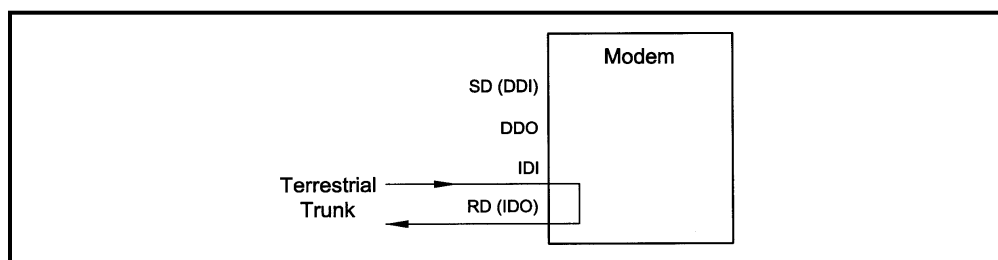 Modem
SD (DDI)
DDO
IDI
Terrestrial
Trunk
RD (IDO)